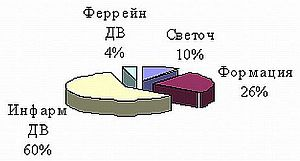 Феррейн
ДВ
4%
Светоч
10%
Формация
26%
Инфарм
ДВ
60%